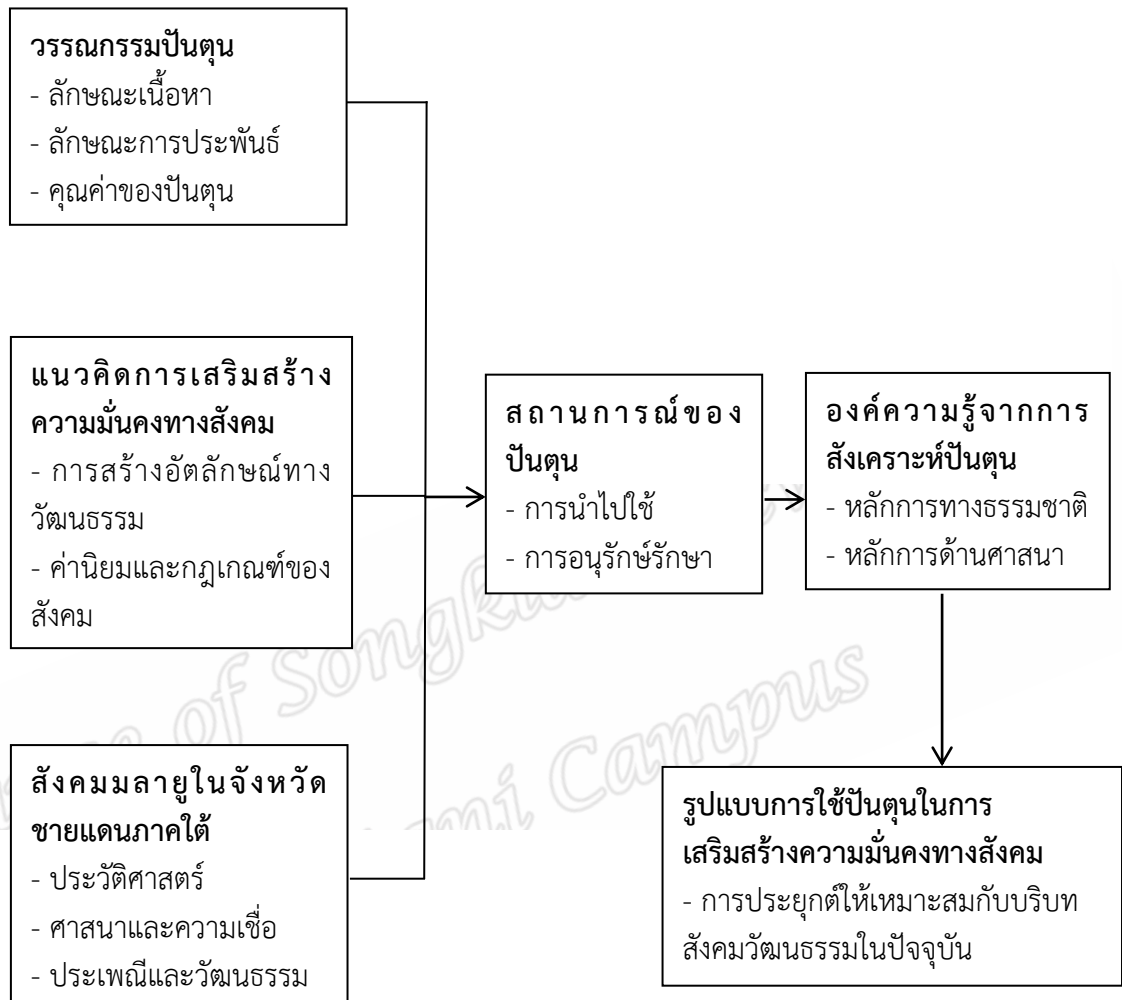 วรรณกรรมปันตุน
- ลักษณะเนื้อหา
- ลักษณะการประพันธ์
- คุณค่าของปันตุน
แนวคิดการเสริมสร้าง
ความมั่นคงทางสังคม
- การสร้างอัตลักษณ์ทาง
วัฒนธรรม
- ค่านิยมและกฎเกณฑ์ของ
สังคม
สังคมมลายูในจังหวัด
ชายแดนภาคใต้
- ประวัติศาสตร์
- ศาสนาและความเชื่อ
- ประเพณีและวัฒนธรรม
สถานการณ์ของ
ปันตุน
- การนำไปใช้
- การอนุรักษ์รักษา
องค์ความรู้จากการ
สังเคราะห์ปันตุน
- หลักการทางธรรมชาติ
- หลักการด้านศาสนา
รูปแบบการใช้ปันตุนในการ
เสริมสร้างความมั่นคงทางสังคม
- การประยุกต์ให้เหมาะสมกับบริบท
สังคมวัฒนธรรมในปัจจุบัน
of Songkla
Campus